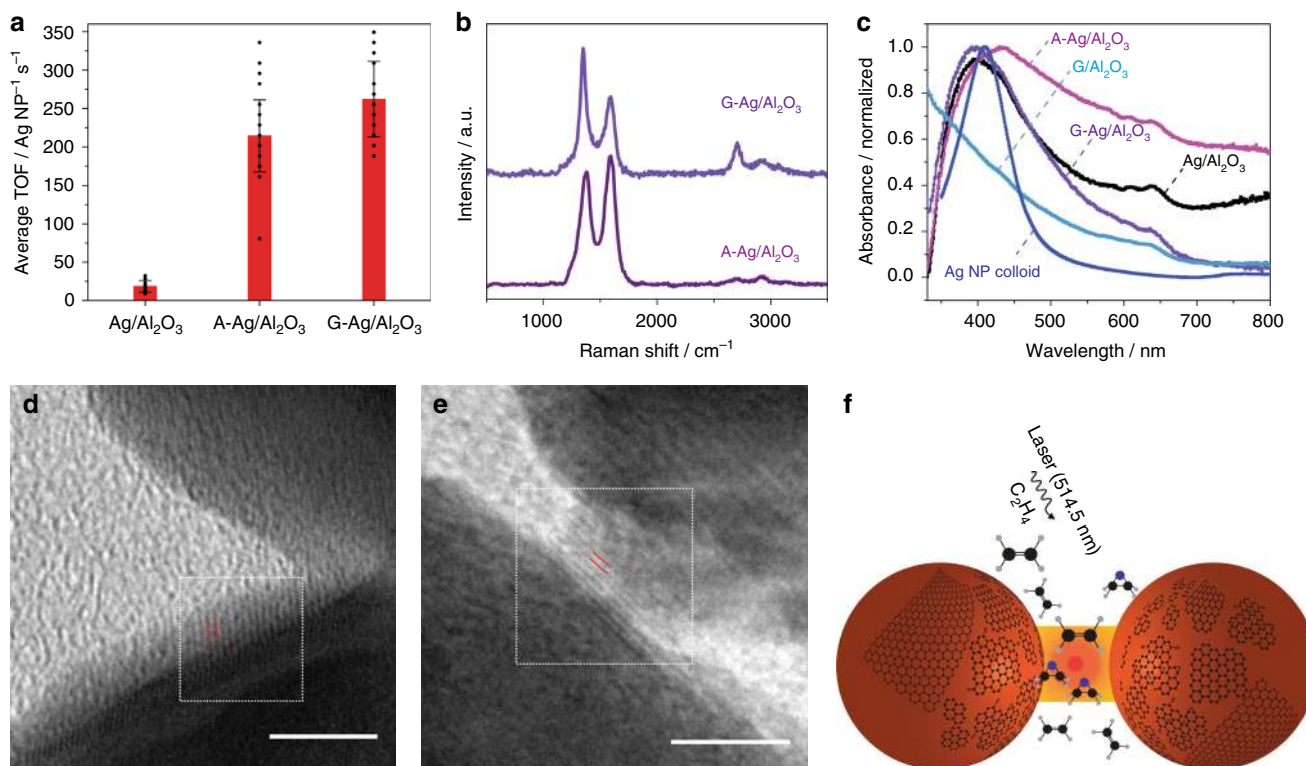 a
350
300
250
200
150
100
50
0
Average TOF / Ag NP⁻¹ s⁻¹
Ag/Al₂O₃
A-Ag/Al₂O₃
G-Ag/Al₂O₃
b
Intensity / a.u.
G-Ag/Al₂O₃
A-Ag/Al₂O₃
1000
2000
3000
Raman shift / cm⁻¹
c
1.0
0.8
0.6
0.4
0.2
0.0
Absorbance / normalized
A-Ag/Al₂O₃
G/Al₂O₃
G-Ag/Al₂O₃
Ag/Al₂O₃
Ag NP colloid
400
500
600
700
800
Wavelength / nm
d
e
f
Laser (514.5 nm)
C₂H₄